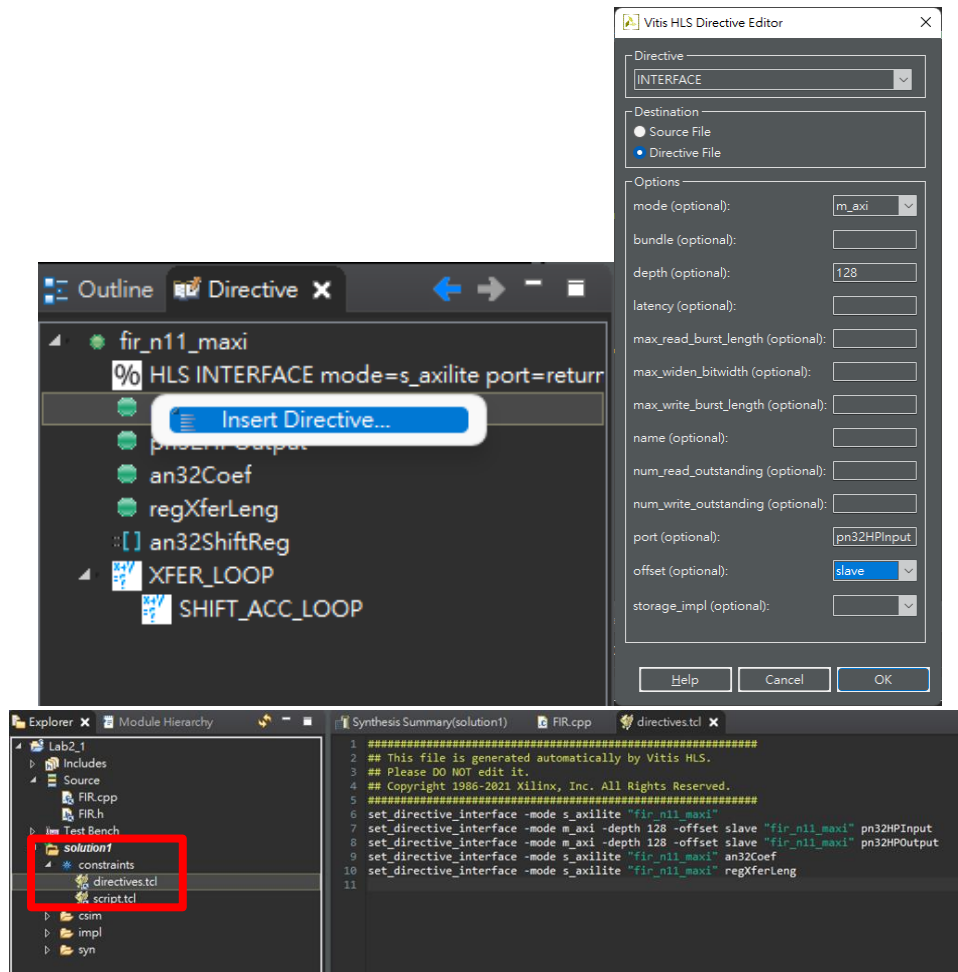 Vitis HLS Directive Editor
Directive
INTERFACE
Destination
Source File
Directive File
Options
mode (optional): m_axi
bundle (optional):
depth (optional): 128
latency (optional):
max_read_burst_length (optional):
max_widen_bitwidth (optional):
max_write_burst_length (optional):
name (optional):
num_read_outstanding (optional):
num_write_outstanding (optional):
port (optional): pn32HPInput
offset (optional): slave
storage_impl (optional):
Help Cancel OK
Outline Directive
fir_n11_maxi
% HLS INTERFACE mode=s_axilite port=return
Insert Directive...
an32Coef
regXferLeng
an32ShiftReg
XFER_LOOP
SHIFT_ACC_LOOP
Explorer Module Hierarchy
Lab2_1
Includes
Source
FIR.cpp
FIR.h
Test Bench
solution1
constraints
directives.tcl
script.tcl
csim
impl
syn
Synthesis Summary(solution1) FIR.cpp directives.tcl
1 ############################################################
2 ## This file is generated automatically by Vitis HLS.
3 ## Please DO NOT edit it.
4 ## Copyright 1986-2021 Xilinx, Inc. All Rights Reserved.
5 ############################################################
6 set_directive_interface -mode s_axilite "fir_n11_maxi"
7 set_directive_interface -mode m_axi -depth 128 -offset slave "fir_n11_maxi" pn32HPInput
8 set_directive_interface -mode m_axi -depth 128 -offset slave "fir_n11_maxi" pn32HPOutput
9 set_directive_interface -mode s_axilite "fir_n11_maxi" an32Coef
10 set_directive_interface -mode s_axilite "fir_n11_maxi" regXferLeng
11